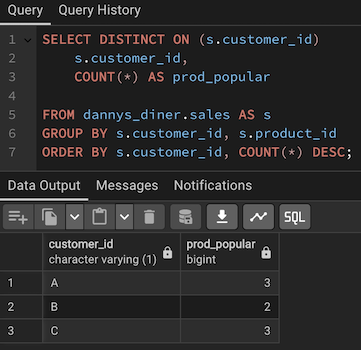 Query Query History
1 SELECT DISTINCT ON (s.customer_id)
2 s.customer_id,
3 COUNT(*) AS prod_popular
4
5 FROM dannys_diner.sales AS s
6 GROUP BY s.customer_id, s.product_id
7 ORDER BY s.customer_id, COUNT(*) DESC;
Data Output Messages Notifications
SQL
customer_id prod_popular
character varying (1) bigint
1 A 3
2 B 2
3 C 3